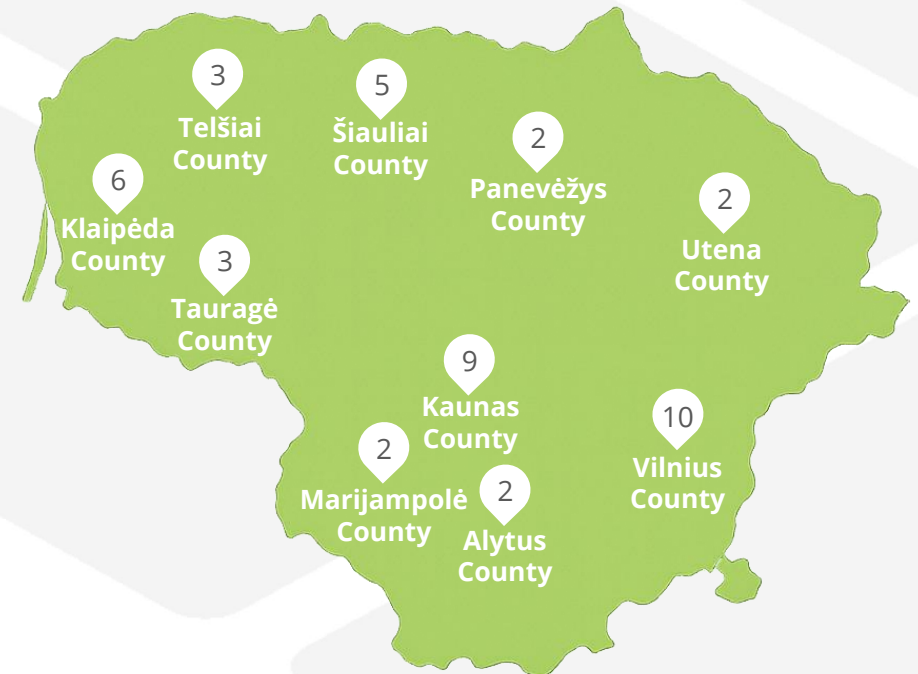 3
Telšiai
County
5
Šiauliai
County
2
Panevėžys
County
6
Klaipėda
County
2
Utena
County
3
Tauragė
County
9
Kaunas
County
10
Vilnius
County
2
Marijampolė
County
2
Alytus
County